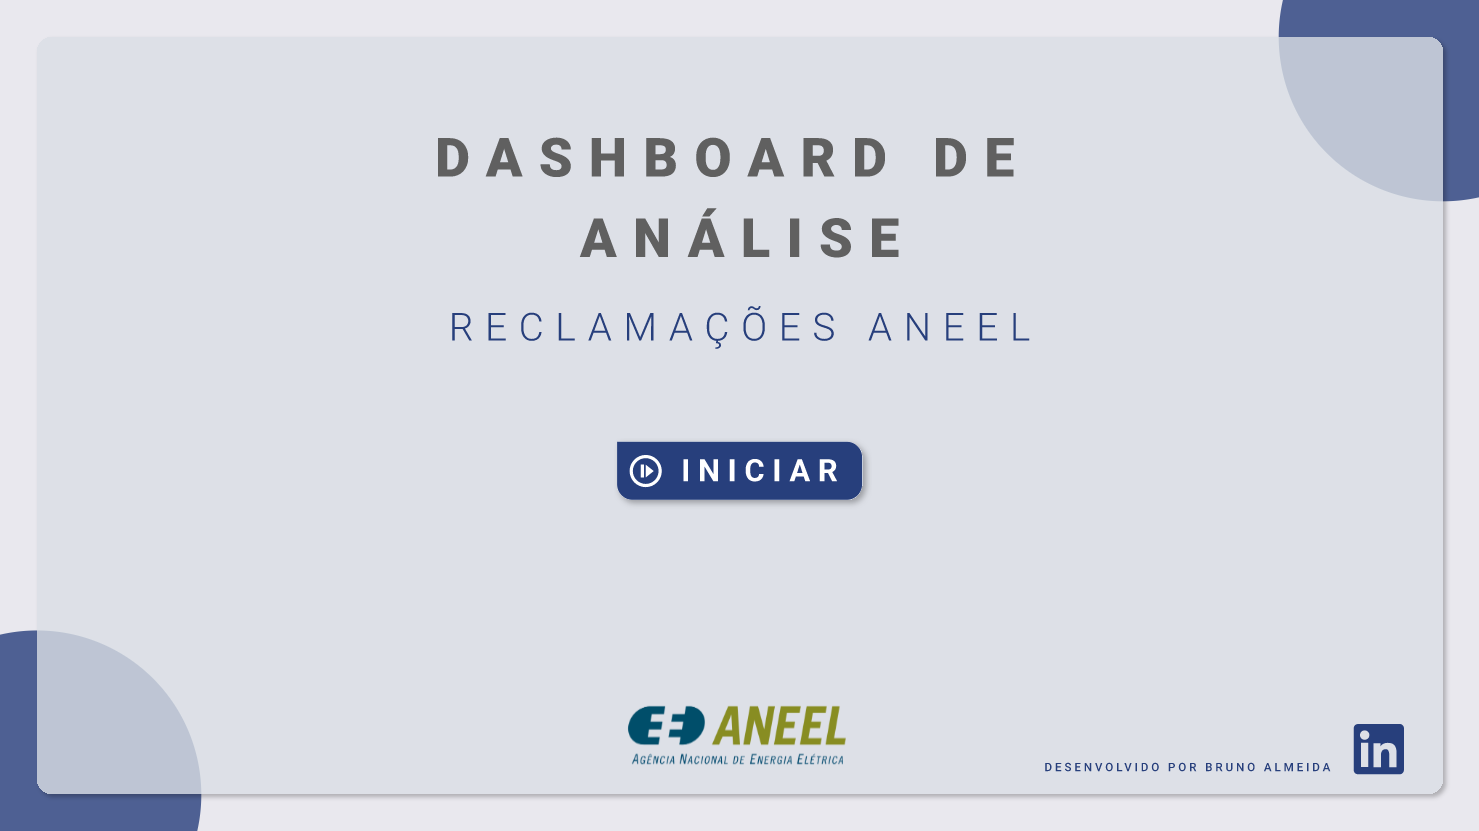 DASHBOARD DE
ANÁLISE
RECLAMAÇÕES ANEEL
INICIAR
ANEEL
AGÊNCIA NACIONAL DE ENERGIA ELÉTRICA
DESENVOLVIDO POR BRUNO ALMEIDA
in